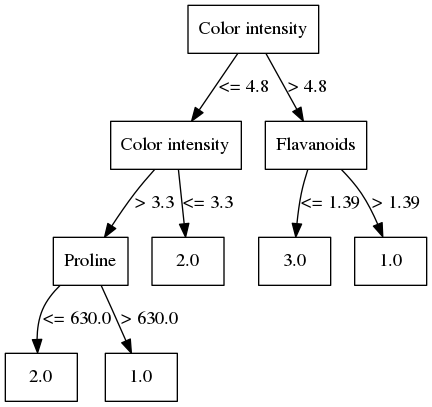 Color intensity
<= 4.8 > 4.8
Color intensity Flavanoids
> 3.3 <= 3.3 <= 1.39 > 1.39
Proline 2.0 3.0 1.0
<= 630.0 > 630.0
2.0 1.0